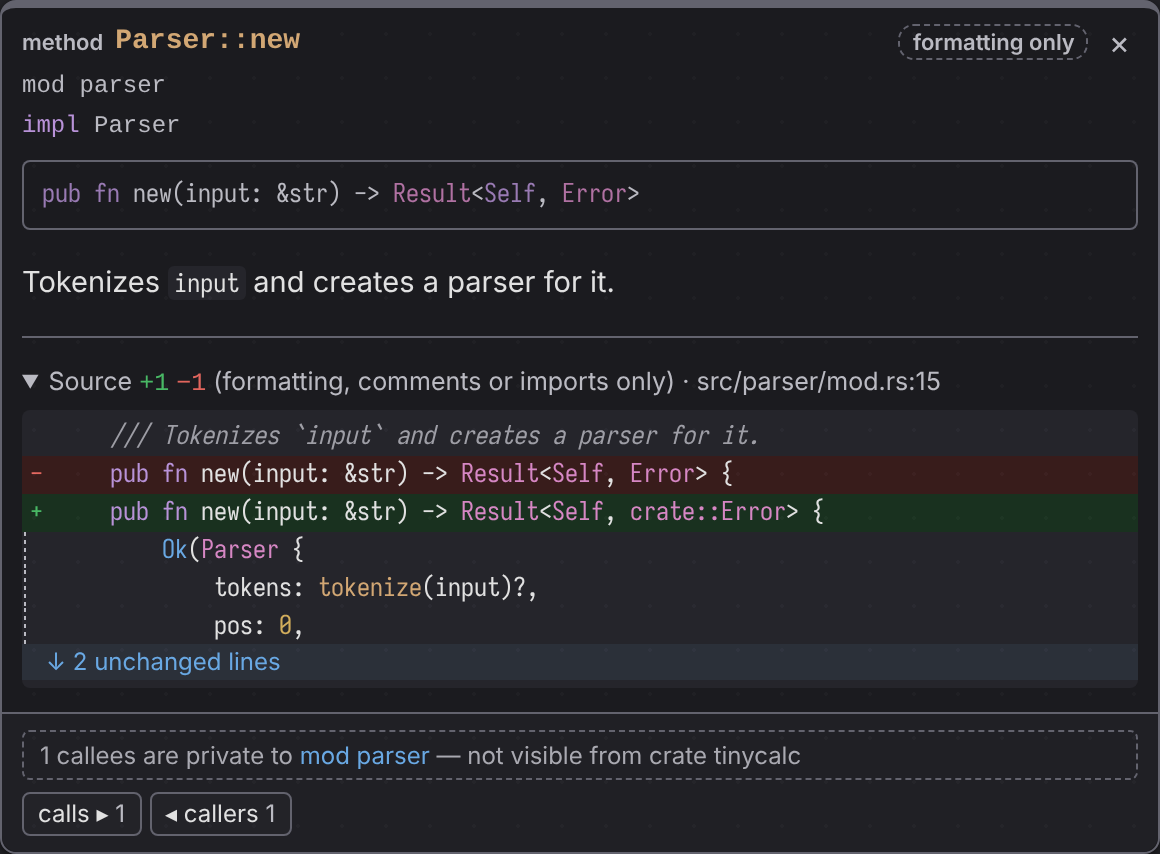 method Parser::new formatting only ×
mod parser
impl Parser
pub fn new(input: &str) -> Result<Self, Error>
Tokenizes input and creates a parser for it.
▼ Source +1 −1 (formatting, comments or imports only) · src/parser/mod.rs:15
/// Tokenizes `input` and creates a parser for it.
− pub fn new(input: &str) -> Result<Self, Error> {
+ pub fn new(input: &str) -> Result<Self, crate::Error> {
Ok(Parser {
tokens: tokenize(input)?,
pos: 0,
↓ 2 unchanged lines
1 callees are private to mod parser — not visible from crate tinycalc
calls ▸ 1 ◂ callers 1